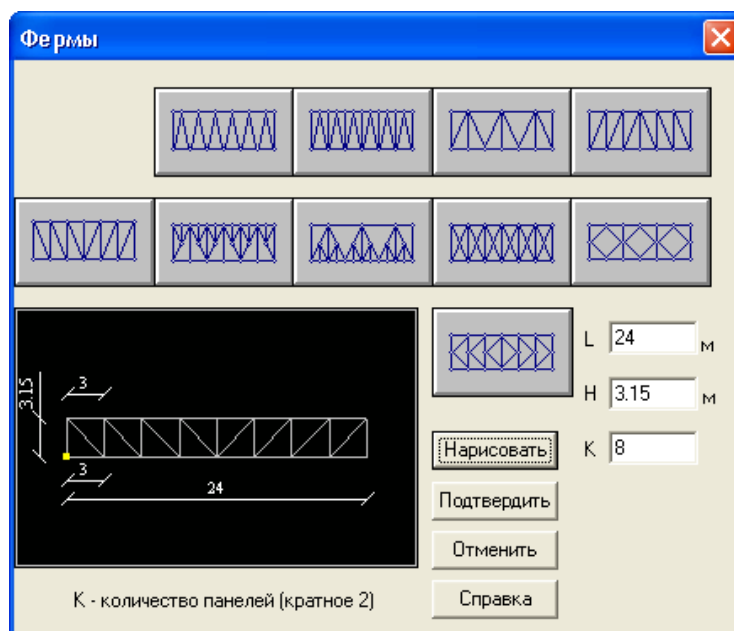 Фермы
L 24 м
3
3.15
H 3.15 м
Нарисовать
K 8
3
24
Подтвердить
Отменить
K - количество панелей (кратное 2)
Справка